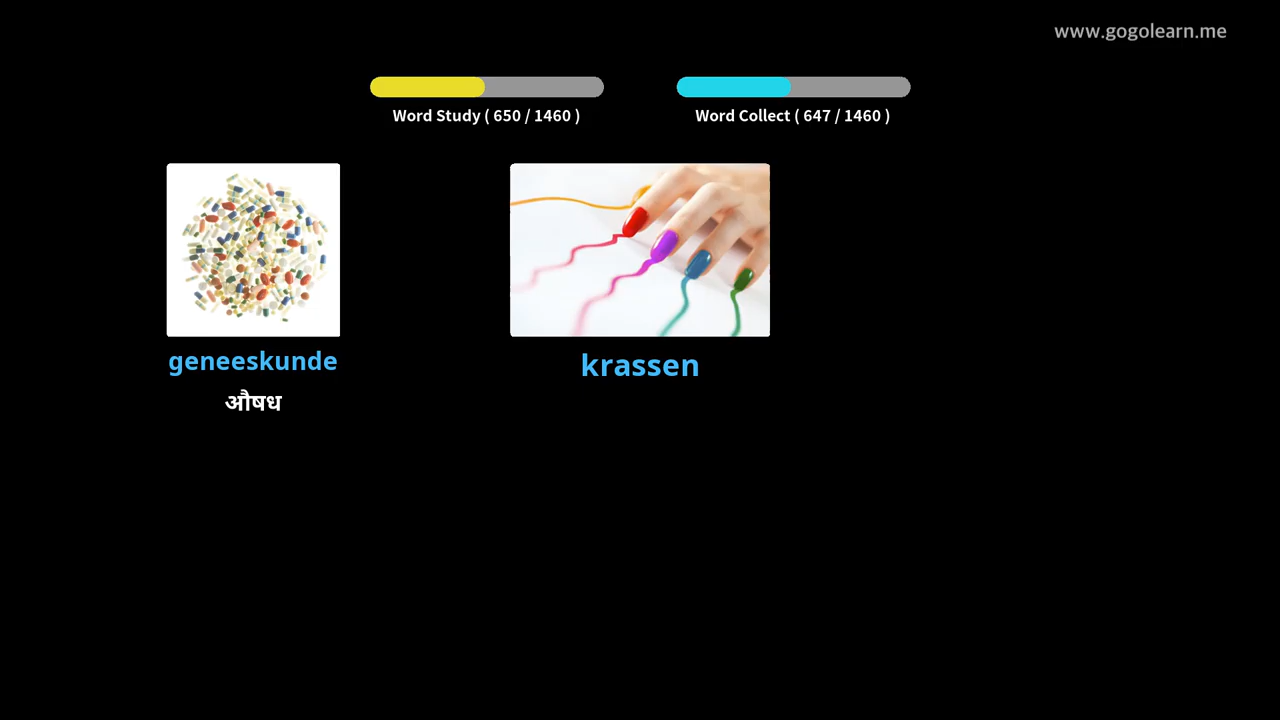 www.gogolearn.me
Word Study ( 650 / 1460 )
Word Collect ( 647 / 1460 )
geneeskunde
औषध
krassen